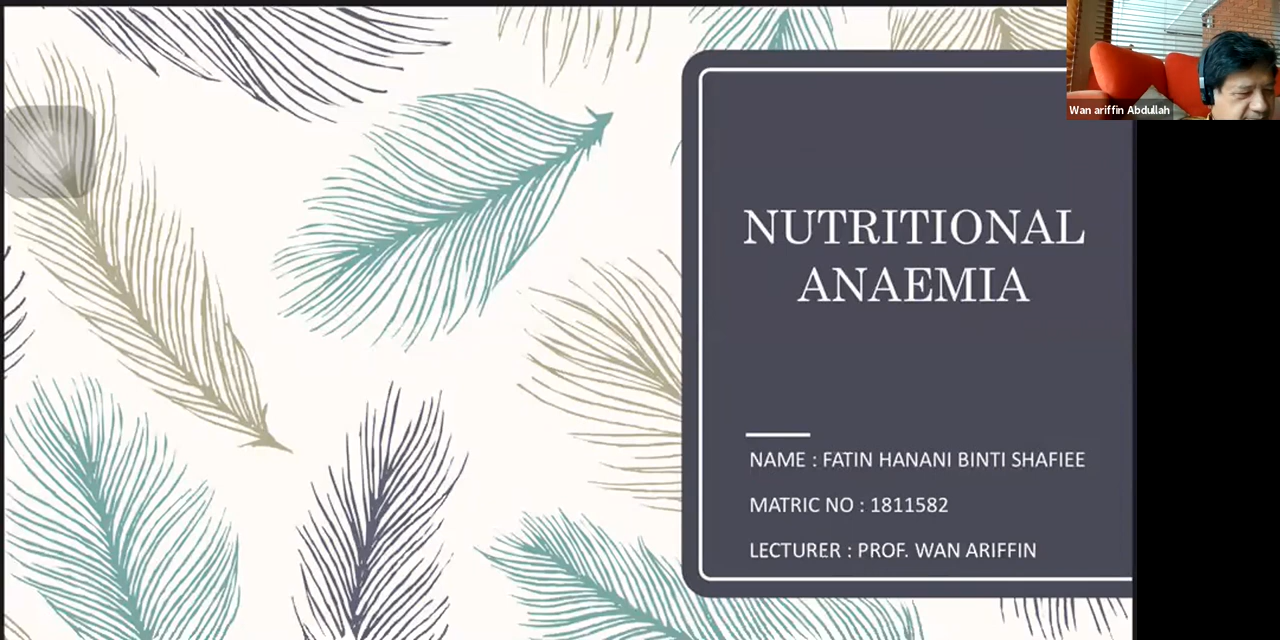 Wan ariffin Abdullah
NUTRITIONAL
ANAEMIA
NAME : FATIN HANANI BINTI SHAFIEE
MATRIC NO : 1811582
LECTURER : PROF. WAN ARIFFIN